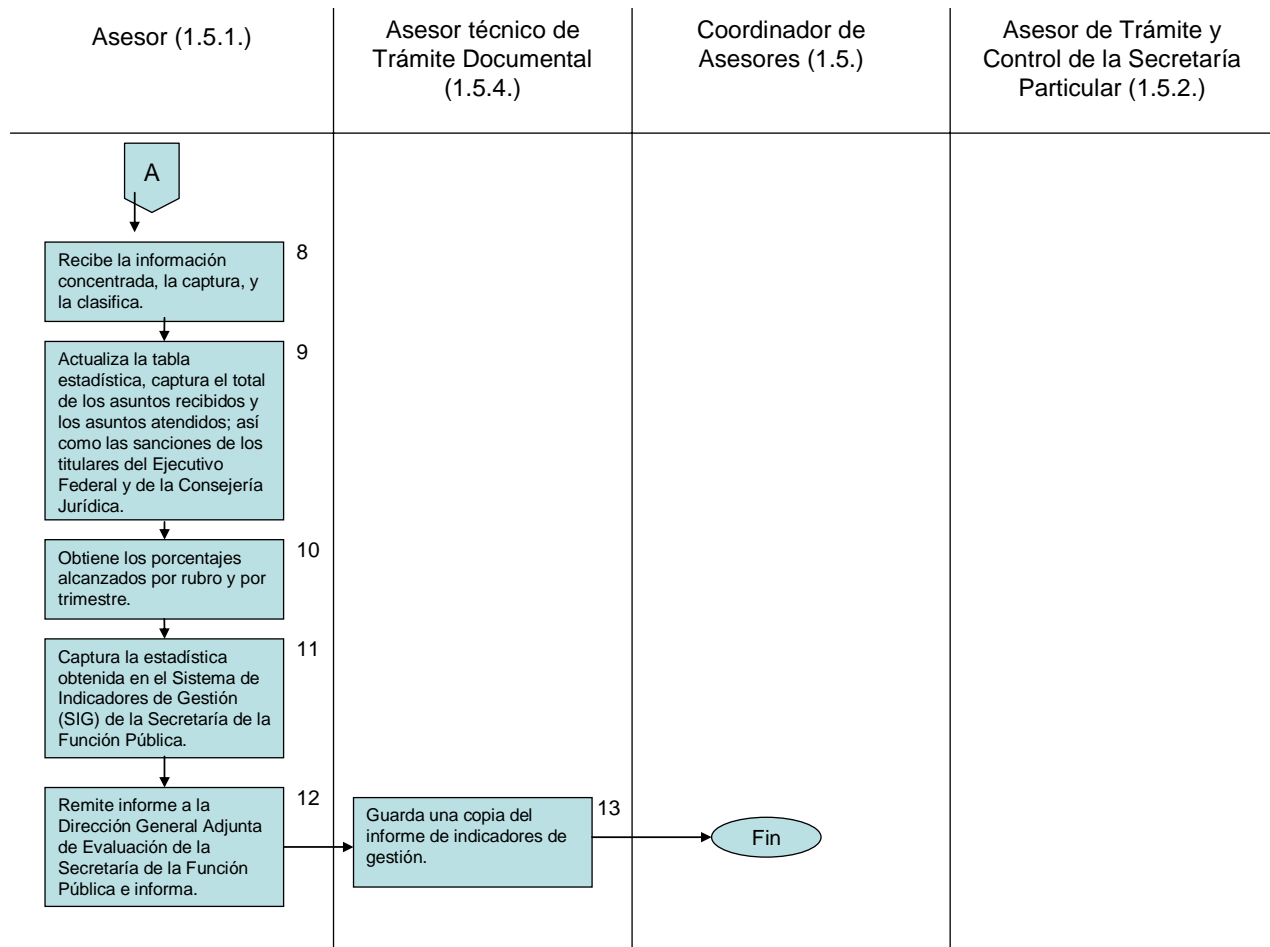 Asesor (1.5.1.)
Asesor técnico de
Trámite Documental
(1.5.4.)
Coordinador de
Asesores (1.5.)
Asesor de Trámite y
Control de la Secretaría
Particular (1.5.2.)
A
8
Recibe la información
concentrada, la captura, y
la clasifica.
9
Actualiza la tabla
estadística, captura el total
de los asuntos recibidos y
los asuntos atendidos; así
como las sanciones de los
titulares del Ejecutivo
Federal y de la Consejería
Jurídica.
10
Obtiene los porcentajes
alcanzados por rubro y por
trimestre.
11
Captura la estadística
obtenida en el Sistema de
Indicadores de Gestión
(SIG) de la Secretaría de la
Función Pública.
12
Remite informe a la
Dirección General Adjunta
de Evaluación de la
Secretaría de la Función
Pública e informa.
13
Guarda una copia del
informe de indicadores de
gestión.
Fin